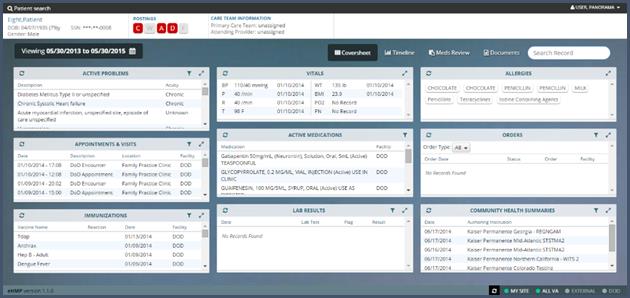 Patient search
USER, PANORAMA
Eight,Patient
DOB: 04/07/1935 (79y)
SSN: ***-**-0008
Gender: Male
POSTINGS
C W A D
CARE TEAM INFORMATION
Primary Care Team: unassigned
Attending Provider: unassigned
Viewing 05/30/2013 to 05/30/2015
Coversheet
Timeline
Meds Review
Documents
Search Record
ACTIVE PROBLEMS
Description Acuity
Diabetes Mellitus Type II or unspecified Chronic
Chronic Systolic Heart failure Chronic
Acute myocardial infarction, unspecified site, episode of care unspecified Unknown
VITALS
BP 110/40 mmHg 01/10/2014 WT 135 lb 01/10/2014
P 40 /min 01/10/2014 BMI 23.9 01/10/2014
R 40 /min 01/10/2014 PO2 No Record
T 98 F 01/10/2014 PN No Record
ALLERGIES
CHOCOLATE CHOCOLATE PENICILLIN PENICILLIN MILK
Penicillins Tetracyclines Iodine Containing Agents
APPOINTMENTS & VISITS
Date Description Location Facility
01/10/2014 - 17:08 DoD Encounter Family Practice Clinic DOD
01/10/2014 - 12:08 DoD Encounter Family Practice Clinic DOD
01/09/2014 - 20:02 DoD Encounter Family Practice Clinic DOD
01/09/2014 - 15:00 DoD Encounter Family Practice Clinic DOD
ACTIVE MEDICATIONS
Medication Facility
Gabapentin 50mg/mL, (Neurontin), Solution, Oral, 5mL (Active) DOD
TEASPOONFUL
GLYCOPYRROLATE, 0.2 MG/ML, VIAL, INJECTION (Active) USE IN DOD
CLINIC
GUAIFENESIN, 100 MG/5ML, SYRUP, ORAL (Active) USE AS DOD
ORDERS
Order Type: All
Order Date Status Order Facility
No Records Found
IMMUNIZATIONS
Vaccine Name Reaction Date Facility
Tdap 01/13/2014 DOD
Anthrax 01/09/2014 DOD
Hep B - Adult 01/09/2014 DOD
Dengue Fever 01/09/2014 DOD
LAB RESULTS
Date Lab Test Flag Result
No Records Found
COMMUNITY HEALTH SUMMARIES
Date Authoring Institution
06/17/2014 Kaiser Permanente Georgia - REGNGAM
06/17/2014 Kaiser Permanente Mid-Atlantic STSTMA2
06/17/2014 Kaiser Permanente Mid-Atlantic STSTMA2
06/17/2014 Kaiser Permanente Northern California - WITS 2
06/17/2014 Kaiser Permanente Colorado Testing
eHMP version 1.1.0
MY SITE
ALL VA
EXTERNAL
DOD